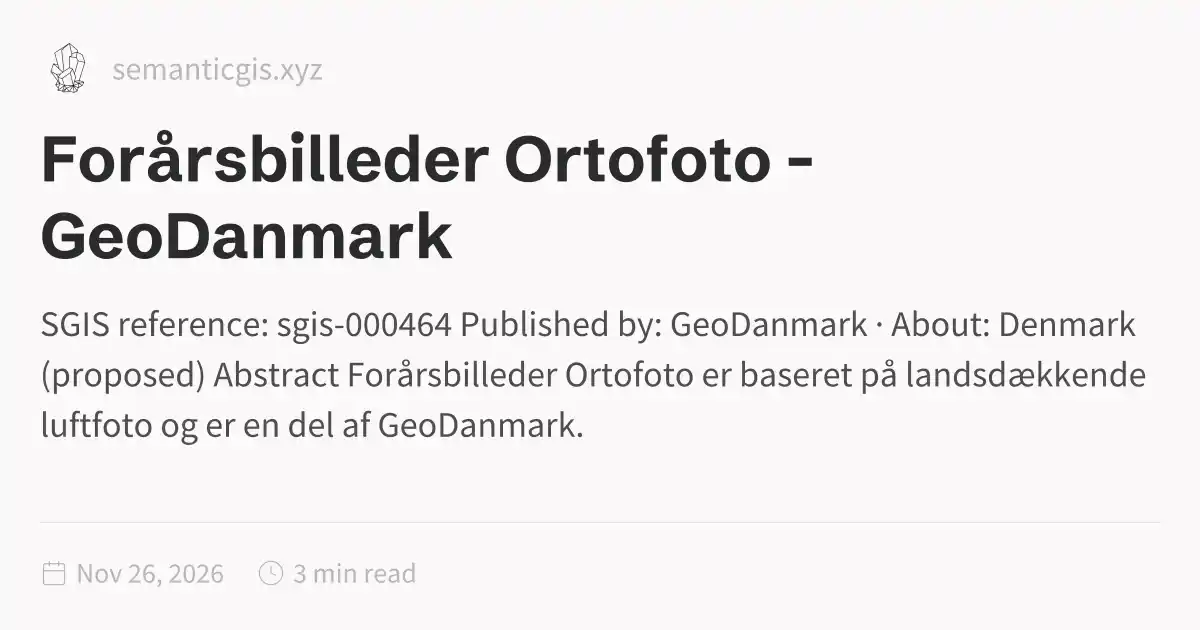 semanticgis.xyz
Forårsbilleder Ortofoto -
GeoDanmark
SGIS reference: sgis-000464 Published by: GeoDanmark · About: Denmark
(proposed) Abstract Forårsbilleder Ortofoto er baseret på landsdækkende
luftfoto og er en del af GeoDanmark.
Nov 26, 2026 3 min read